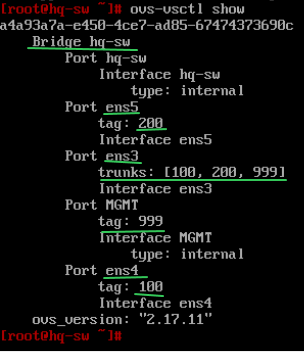 [root@hq-sw ~]# ovs-vsctl show
a4a93a7a-e450-4ce7-ad85-67474373690c
    Bridge hq-sw
        Port hq-sw
            Interface hq-sw
                type: internal
        Port ens5
            tag: 200
            Interface ens5
        Port ens3
            trunks: [100, 200, 999]
            Interface ens3
        Port MGMT
            tag: 999
            Interface MGMT
                type: internal
        Port ens4
            tag: 100
            Interface ens4
    ovs_version: "2.17.11"
[root@hq-sw ~]#